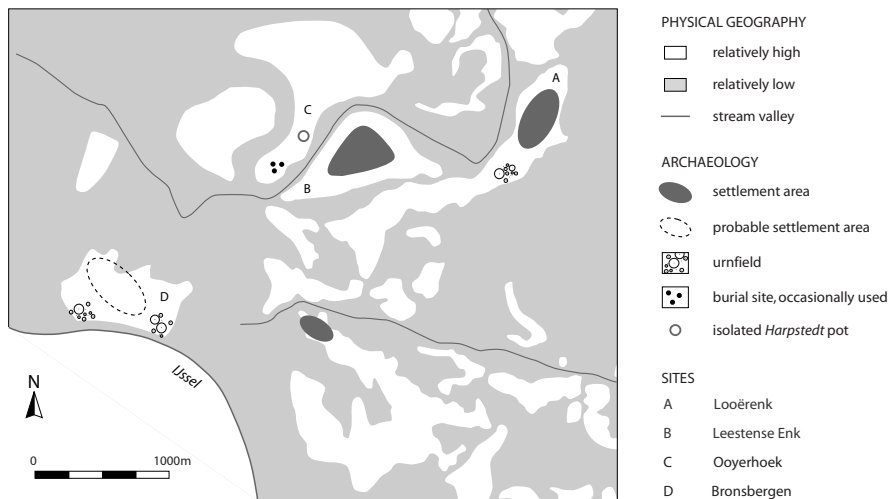 PHYSICAL GEOGRAPHY
relatively high
relatively low
stream valley
ARCHAEOLOGY
settlement area
probable settlement area
urnfield
burial site, occasionally used
isolated Harpstedt pot
SITES
A Looërenk
B Leestense Enk
C Ooyerhoek
D Bronsbergen
A
C
B
D
IJssel
N
0 1000m